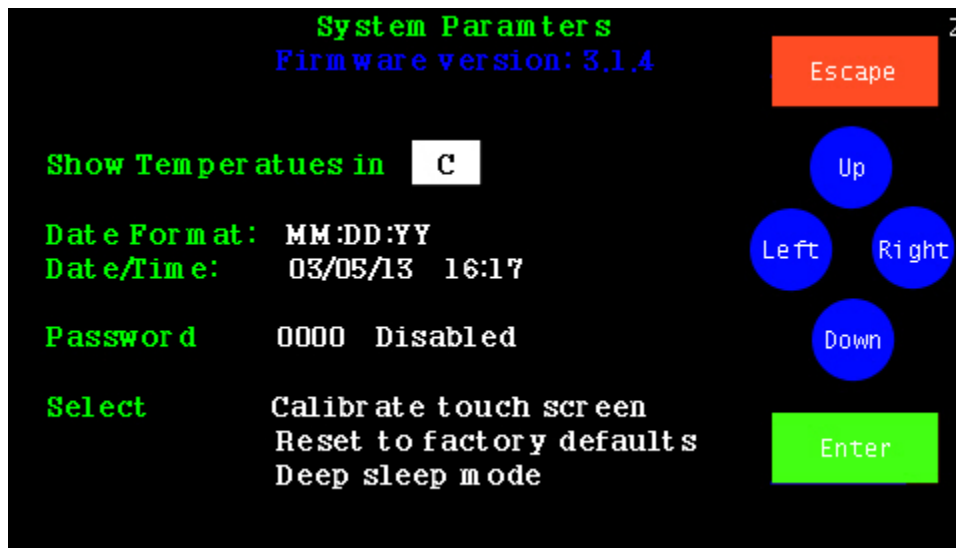 System Paramters
Firmware version: 3.1.4
Escape
Show Temperatues in C
Up
Date Format: MM:DD:YY
Left Right
Date/Time: 03/05/13 16:17
Password 0000 Disabled
Down
Select Calibrate touch screen
Reset to factory defaults
Enter
Deep sleep mode